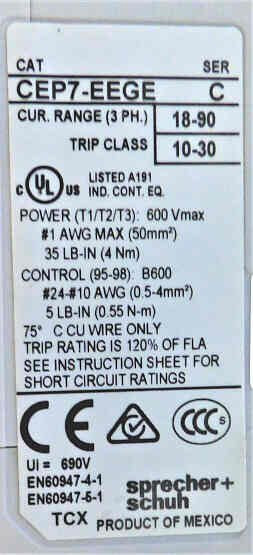 CAT SER
CEP7-EEGE C
CUR. RANGE (3 PH.) 18-90
TRIP CLASS 10-30
C UL US LISTED A191
IND. CONT. EQ.
POWER (T1/T2/T3): 600 Vmax
#1 AWG MAX (50mm²)
35 LB-IN (4 Nm)
CONTROL (95-98): B600
#24-#10 AWG (0.5-4mm²)
5 LB-IN (0.55 N-m)
75° C CU WIRE ONLY
TRIP RATING IS 120% OF FLA
SEE INSTRUCTION SHEET FOR
SHORT CIRCUIT RATINGS
CE CCC S
Ui = 690V
EN60947-4-1
EN60947-5-1
sprecher+
schuh
TCX PRODUCT OF MEXICO